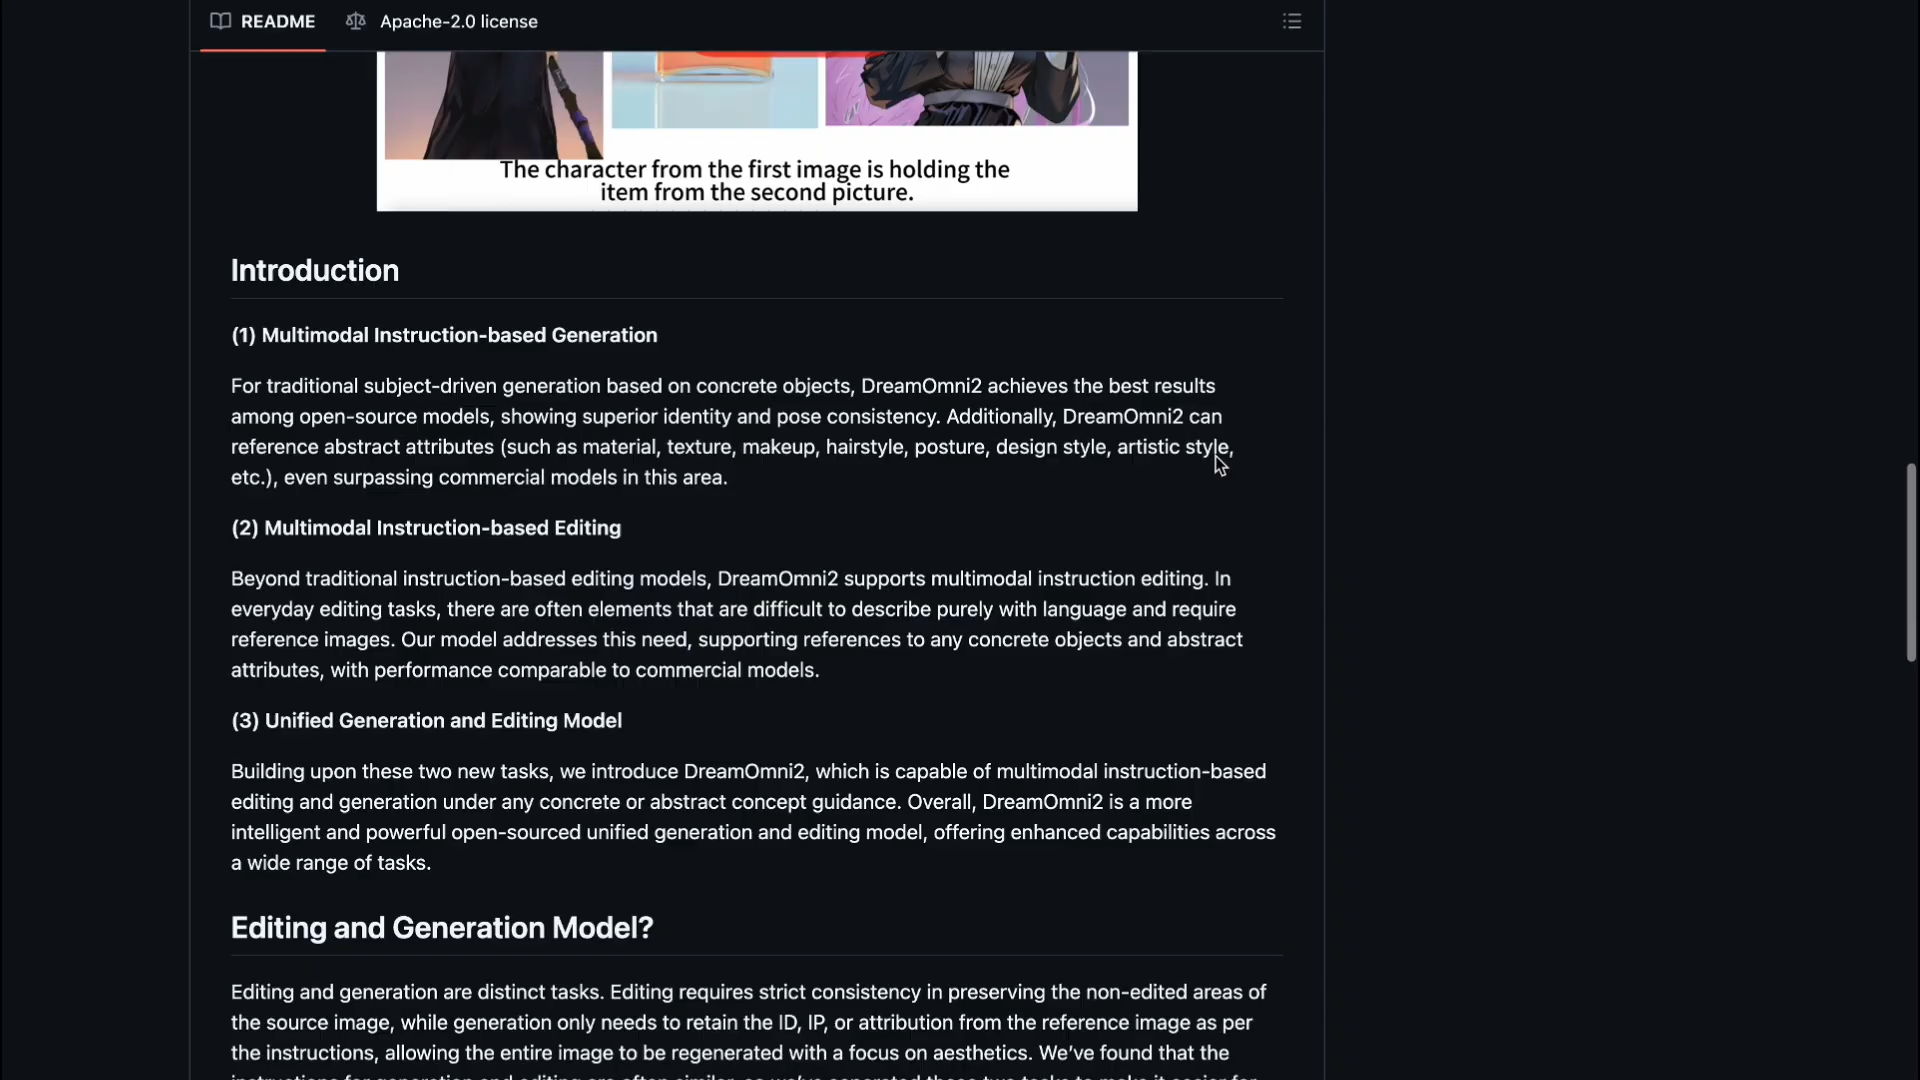 README
Apache-2.0 license
The character from the first image is holding the
item from the second picture.
Introduction
(1) Multimodal Instruction-based Generation
For traditional subject-driven generation based on concrete objects, DreamOmni2 achieves the best results
among open-source models, showing superior identity and pose consistency. Additionally, DreamOmni2 can
reference abstract attributes (such as material, texture, makeup, hairstyle, posture, design style, artistic style,
etc.), even surpassing commercial models in this area.
(2) Multimodal Instruction-based Editing
Beyond traditional instruction-based editing models, DreamOmni2 supports multimodal instruction editing. In
everyday editing tasks, there are often elements that are difficult to describe purely with language and require
reference images. Our model addresses this need, supporting references to any concrete objects and abstract
attributes, with performance comparable to commercial models.
(3) Unified Generation and Editing Model
Building upon these two new tasks, we introduce DreamOmni2, which is capable of multimodal instruction-based
editing and generation under any concrete or abstract concept guidance. Overall, DreamOmni2 is a more
intelligent and powerful open-sourced unified generation and editing model, offering enhanced capabilities across
a wide range of tasks.
Editing and Generation Model?
Editing and generation are distinct tasks. Editing requires strict consistency in preserving the non-edited areas of
the source image, while generation only needs to retain the ID, IP, or attribution from the reference image as per
the instructions, allowing the entire image to be regenerated with a focus on aesthetics. We've found that the